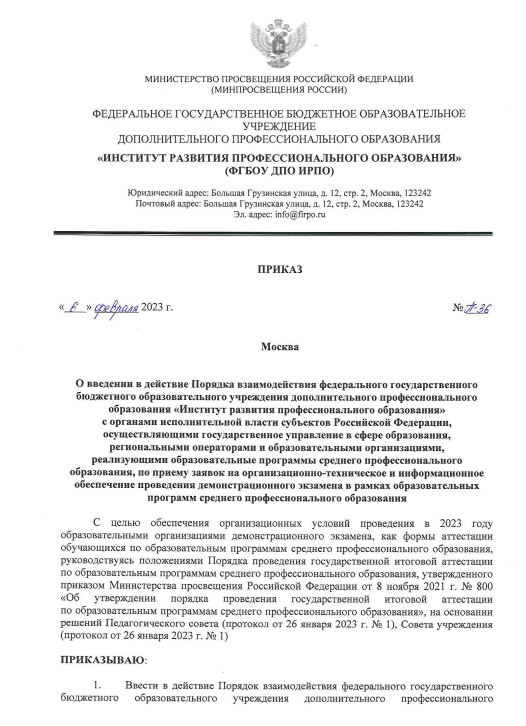 МИНИСТЕРСТВО ПРОСВЕЩЕНИЯ РОССИЙСКОЙ ФЕДЕРАЦИИ
(МИНПРОСВЕЩЕНИЯ РОССИИ)
ФЕДЕРАЛЬНОЕ ГОСУДАРСТВЕННОЕ БЮДЖЕТНОЕ ОБРАЗОВАТЕЛЬНОЕ
УЧРЕЖДЕНИЕ
ДОПОЛНИТЕЛЬНОГО ПРОФЕССИОНАЛЬНОГО ОБРАЗОВАНИЯ
«ИНСТИТУТ РАЗВИТИЯ ПРОФЕССИОНАЛЬНОГО ОБРАЗОВАНИЯ»
(ФГБОУ ДПО ИРПО)
Юридический адрес: Большая Грузинская улица, д. 12, стр. 2, Москва, 123242
Почтовый адрес: Большая Грузинская улица, д. 12, стр. 2, Москва, 123242
Эл. адрес: info@firpo.ru
ПРИКАЗ
«6» февраля 2023 г. № П-36
Москва
О введении в действие Порядка взаимодействия федерального государственного
бюджетного образовательного учреждения дополнительного профессионального
образования «Институт развития профессионального образования»
с органами исполнительной власти субъектов Российской Федерации,
осуществляющими государственное управление в сфере образования,
региональными операторами и образовательными организациями,
реализующими образовательные программы среднего профессионального
образования, по приему заявок на организационно-техническое и информационное
обеспечение проведения демонстрационного экзамена в рамках образовательных
программ среднего профессионального образования
С целью обеспечения организационных условий проведения в 2023 году
образовательными организациями демонстрационного экзамена, как формы аттестации
обучающихся по образовательным программам среднего профессионального образования,
руководствуясь положениями Порядка проведения государственной итоговой аттестации
по образовательным программам среднего профессионального образования, утвержденного
приказом Министерства просвещения Российской Федерации от 8 ноября 2021 г. № 800
«Об утверждении порядка проведения государственной итоговой аттестации
по образовательным программам среднего профессионального образования», на основании
решений Педагогического совета (протокол от 26 января 2023 г. № 1), Совета учреждения
(протокол от 26 января 2023 г. № 1)
ПРИКАЗЫВАЮ:
1. Ввести в действие Порядок взаимодействия федерального государственного
бюджетного образовательного учреждения дополнительного профессионального